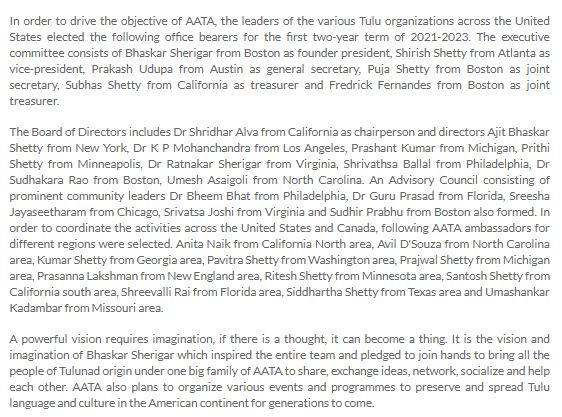 In order to drive the objective of AATA, the leaders of the various Tulu organizations across the United
States elected the following office bearers for the first two-year term of 2021-2023. The executive
committee consists of Bhaskar Sherigar from Boston as founder president, Shirish Shetty from Atlanta as
vice-president, Prakash Udupa from Austin as general secretary, Puja Shetty from Boston as joint
secretary, Subhas Shetty from California as treasurer and Fredrick Fernandes from Boston as joint
treasurer.
The Board of Directors includes Dr Shridhar Alva from California as chairperson and directors Ajit Bhaskar
Shetty from New York, Dr K P Mohanchandra from Los Angeles, Prashant Kumar from Michigan, Prithi
Shetty from Minneapolis, Dr Ratnakar Sherigar from Virginia, Shrivathsa Ballal from Philadelphia, Dr
Sudhakara Rao from Boston, Umesh Asaigoli from North Carolina. An Advisory Council consisting of
prominent community leaders Dr Bheem Bhat from Philadelphia, Dr Guru Prasad from Florida, Sreesha
Jayaseetharam from Chicago, Srivatsa Joshi from Virginia and Sudhir Prabhu from Boston also formed. In
order to coordinate the activities across the United States and Canada, following AATA ambassadors for
different regions were selected. Anita Naik from California North area, Avil D'Souza from North Carolina
area, Kumar Shetty from Georgia area, Pavitra Shetty from Washington area, Prajwal Shetty from Michigan
area, Prasanna Lakshman from New England area, Ritesh Shetty from Minnesota area, Santosh Shetty from
California south area, Shreevalli Rai from Florida area, Siddhartha Shetty from Texas area and Umashankar
Kadambar from Missouri area.
A powerful vision requires imagination, if there is a thought, it can become a thing. It is the vision and
imagination of Bhaskar Sherigar which inspired the entire team and pledged to join hands to bring all the
people of Tulunad origin under one big family of AATA to share, exchange ideas, network, socialize and help
each other. AATA also plans to organize various events and programmes to preserve and spread Tulu
language and culture in the American continent for generations to come.